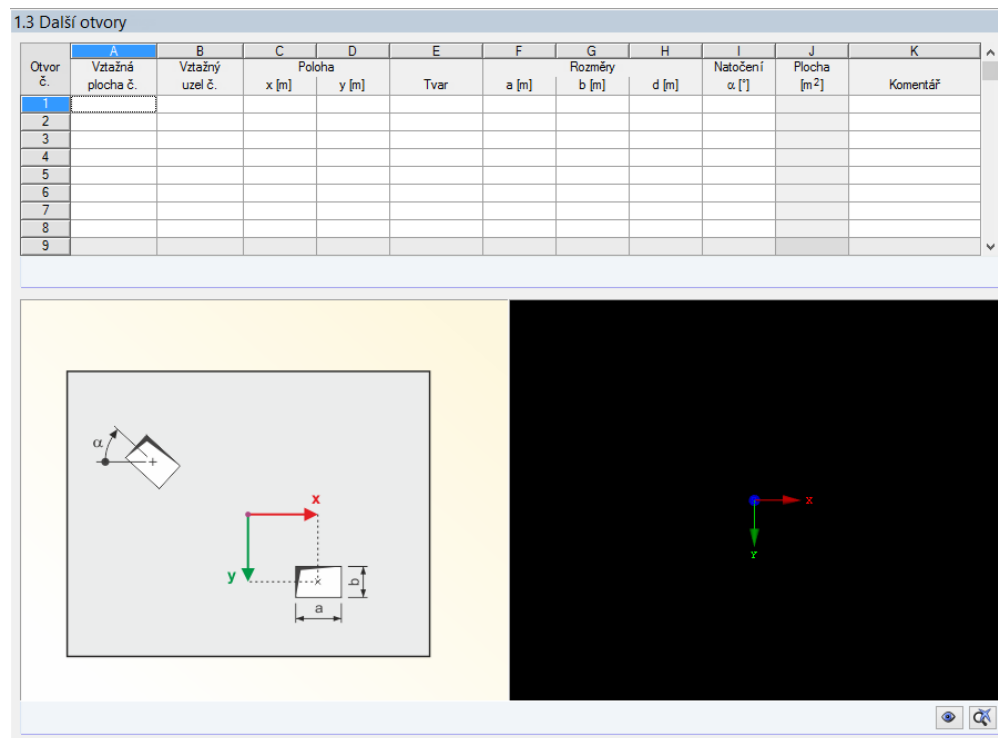 1.3 Další otvory
A B C D E F G H I J K
Otvor Vztažná Vztažný Poloha Rozměry Natočení Plocha
č. plocha č. uzel č. x [m] y [m] Tvar a [m] b [m] d [m] α [°] [m²] Komentář
1
2
3
4
5
6
7
8
9
α
x
y
b
a
X
Y